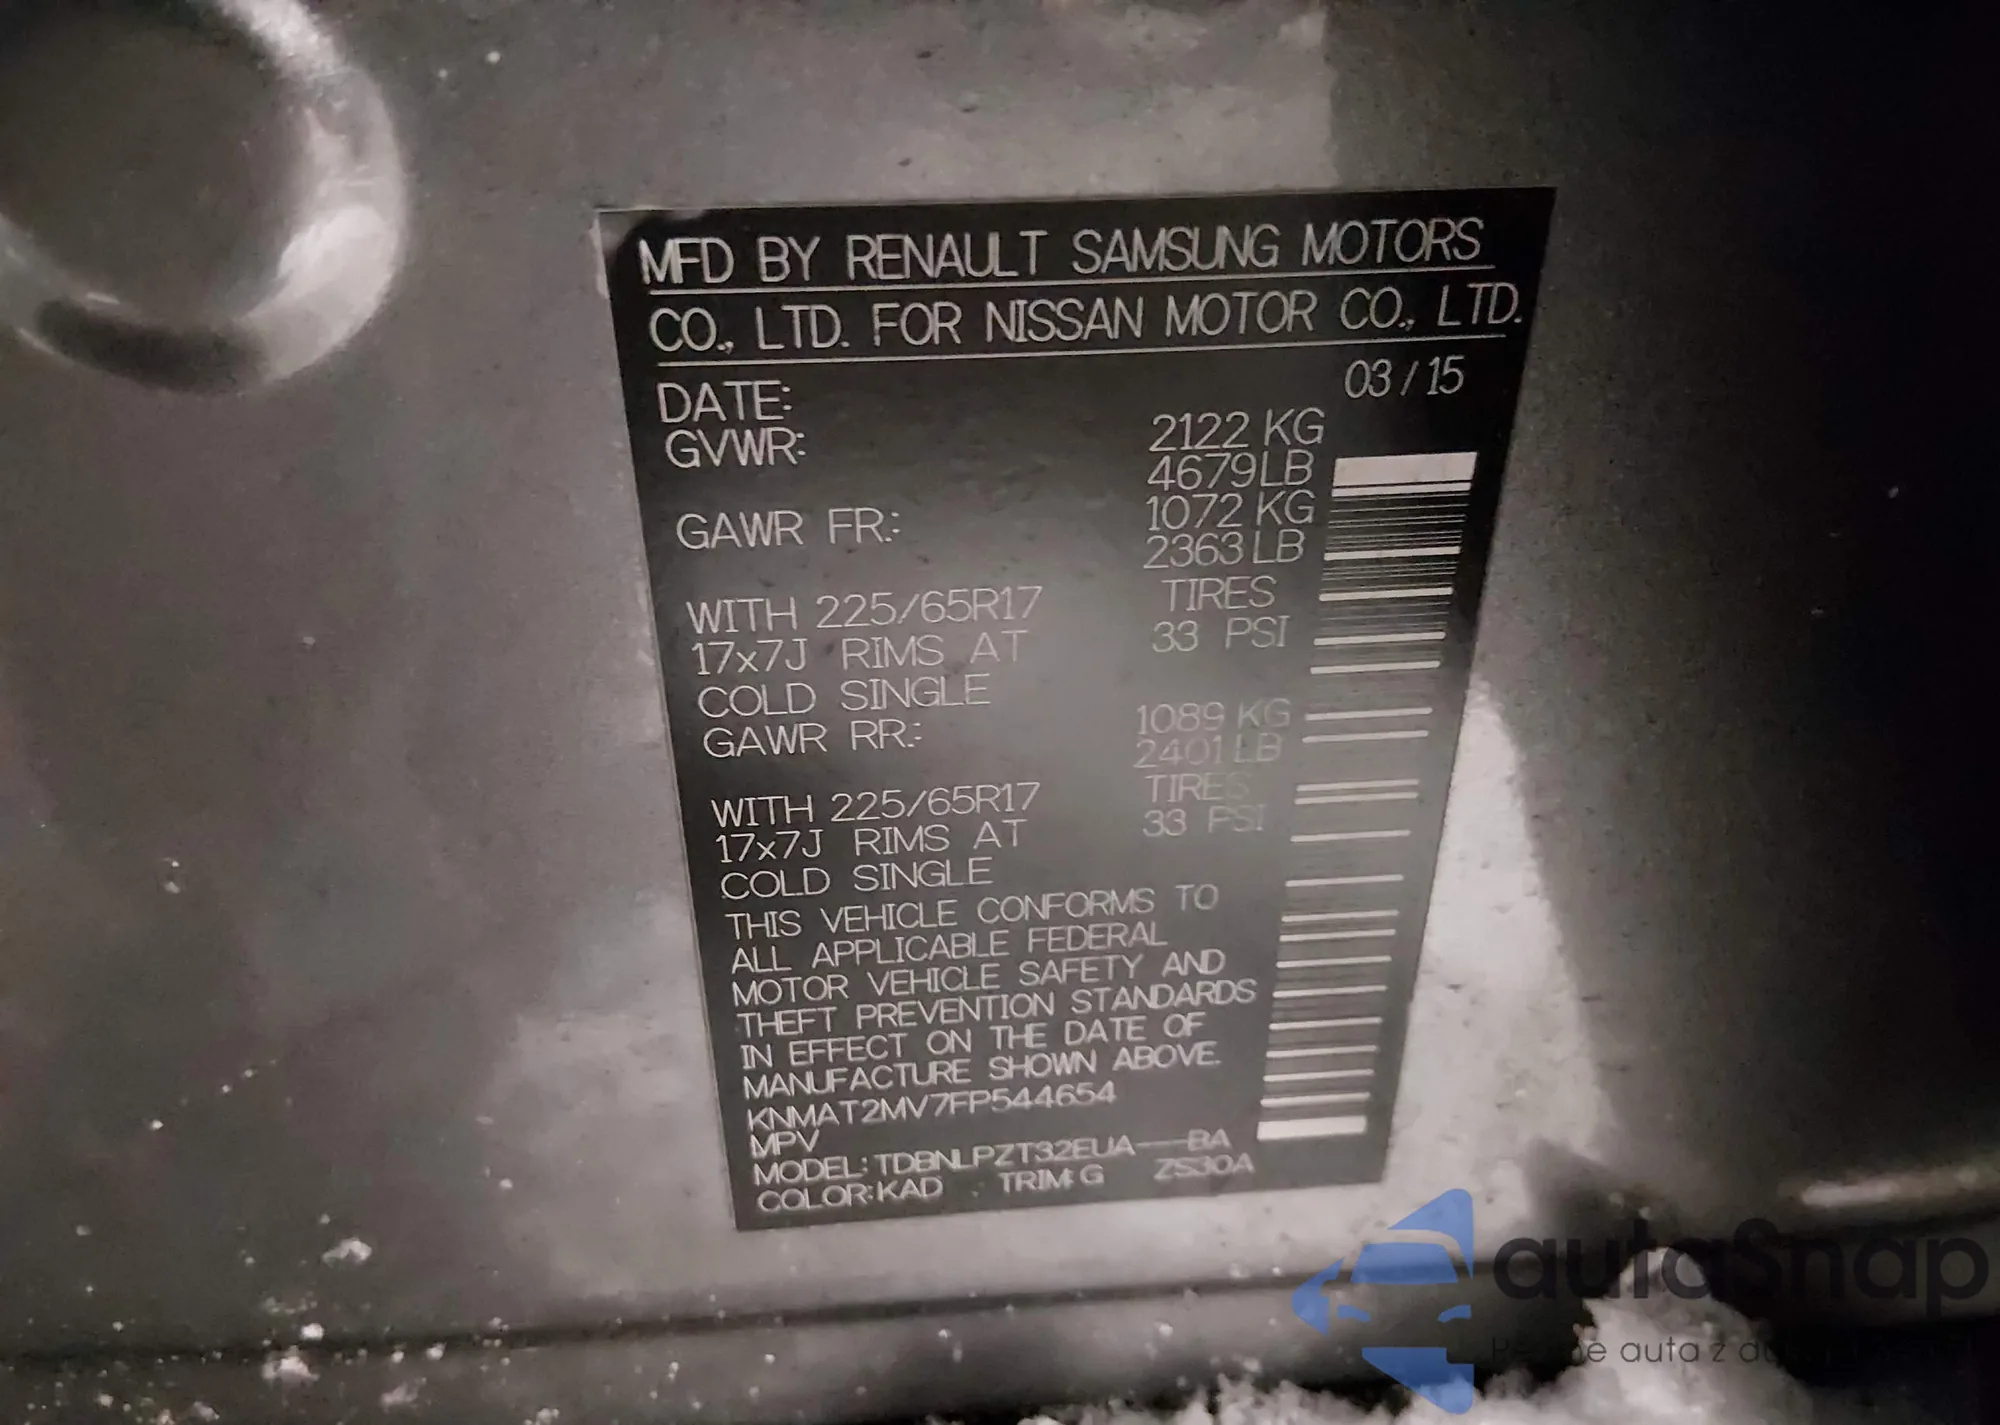 MFD BY RENAULT SAMSUNG MOTORS
CO., LTD. FOR NISSAN MOTOR CO., LTD.
DATE: 03 / 15
GVWR: 2122 KG
4679 LB
GAWR FR.: 1072 KG
2363 LB
WITH 225/65R17 TIRES
17x7J RIMS AT 33 PSI
COLD SINGLE
GAWR RR.: 1089 KG
2401 LB
WITH 225/65R17 TIRES
17x7J RIMS AT 33 PSI
COLD SINGLE
THIS VEHICLE CONFORMS TO
ALL APPLICABLE FEDERAL
MOTOR VEHICLE SAFETY AND
THEFT PREVENTION STANDARDS
IN EFFECT ON THE DATE OF
MANUFACTURE SHOWN ABOVE.
KNMAT2MV7FP544654
MPV
MODEL: TDBNLPZT32EUA---BA
COLOR: KAD TRIM: G ZS30A
autaSnap
auta z